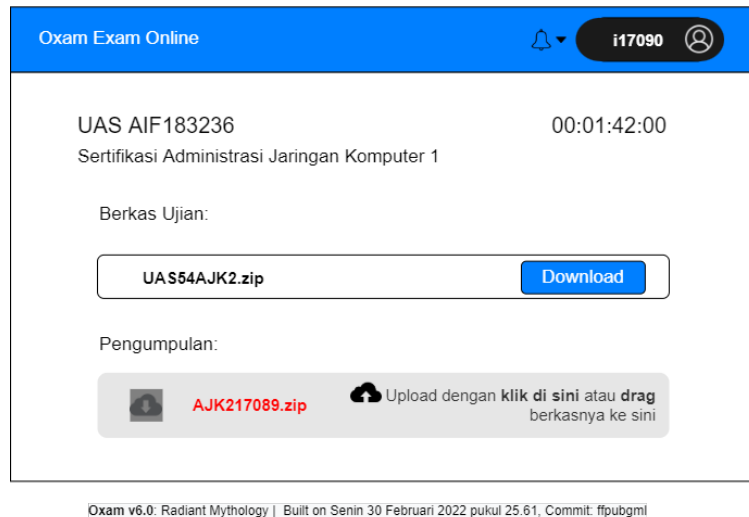 Oxam Exam Online
i17090
UAS AIF183236
00:01:42:00
Sertifikasi Administrasi Jaringan Komputer 1
Berkas Ujian:
UAS54AJK2.zip
Download
Pengumpulan:
AJK217089.zip
Upload dengan klik di sini atau drag
berkasnya ke sini
Oxam v6.0: Radiant Mythology | Built on Senin 30 Februari 2022 pukul 25.61, Commit: ffpubgml